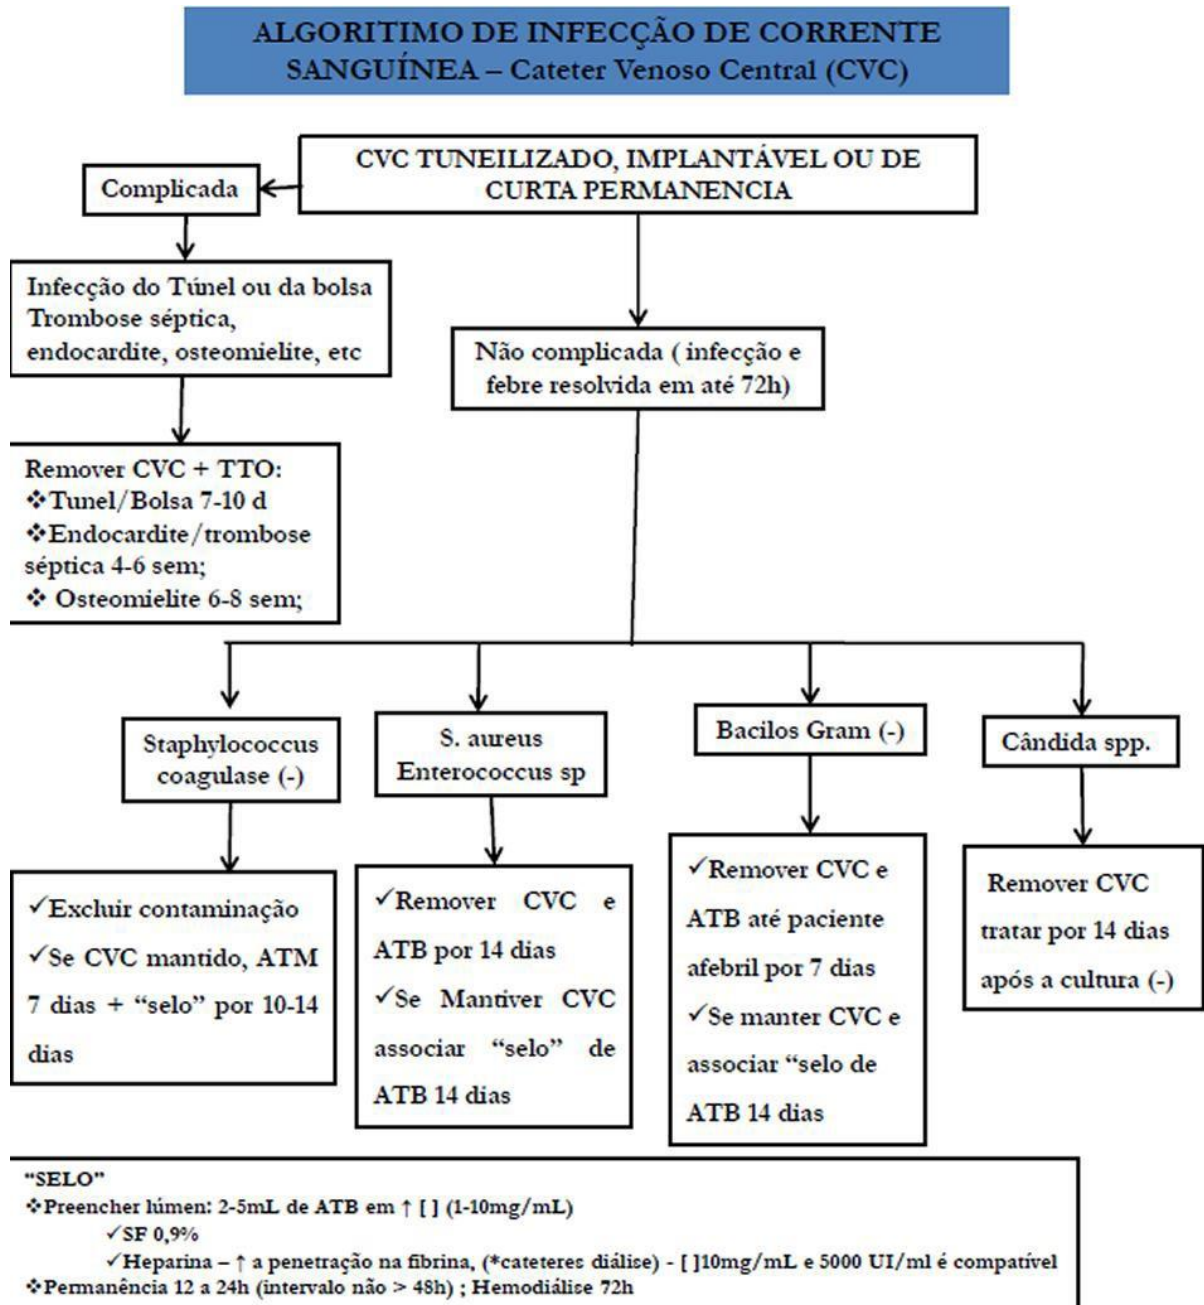 ALGORITIMO DE INFECÇÃO DE CORRENTE
SANGUÍNEA – Cateter Venoso Central (CVC)
CVC TUNEILIZADO, IMPLANTÁVEL OU DE
CURTA PERMANENCIA
Complicada
Infecção do Túnel ou da bolsa
Trombose séptica,
endocardite, osteomielite, etc
Não complicada ( infecção e
febre resolvida em até 72h)
Remover CVC + TTO:
❖Tunel/Bolsa 7-10 d
❖Endocardite/trombose
séptica 4-6 sem;
❖ Osteomielite 6-8 sem;
Staphylococcus
coagulase (-)
S. aureus
Enterococcus sp
Bacilos Gram (-)
Cândida spp.
✓Excluir contaminação
✓Se CVC mantido, ATM
7 dias + “selo” por 10-14
dias
✓Remover CVC e
ATB por 14 dias
✓Se Mantiver CVC
associar “selo” de
ATB 14 dias
✓Remover CVC e
ATB até paciente
afebril por 7 dias
✓Se manter CVC e
associar “selo de
ATB 14 dias
Remover CVC
tratar por 14 dias
após a cultura (-)
“SELO”
❖Preencher lúmen: 2-5mL de ATB em ↑ [ ] (1-10mg/mL)
✓SF 0,9%
✓Heparina – ↑ a penetração na fibrina, (*cateteres diálise) - [ ]10mg/mL e 5000 UI/ml é compatível
❖Permanência 12 a 24h (intervalo não > 48h) ; Hemodiálise 72h